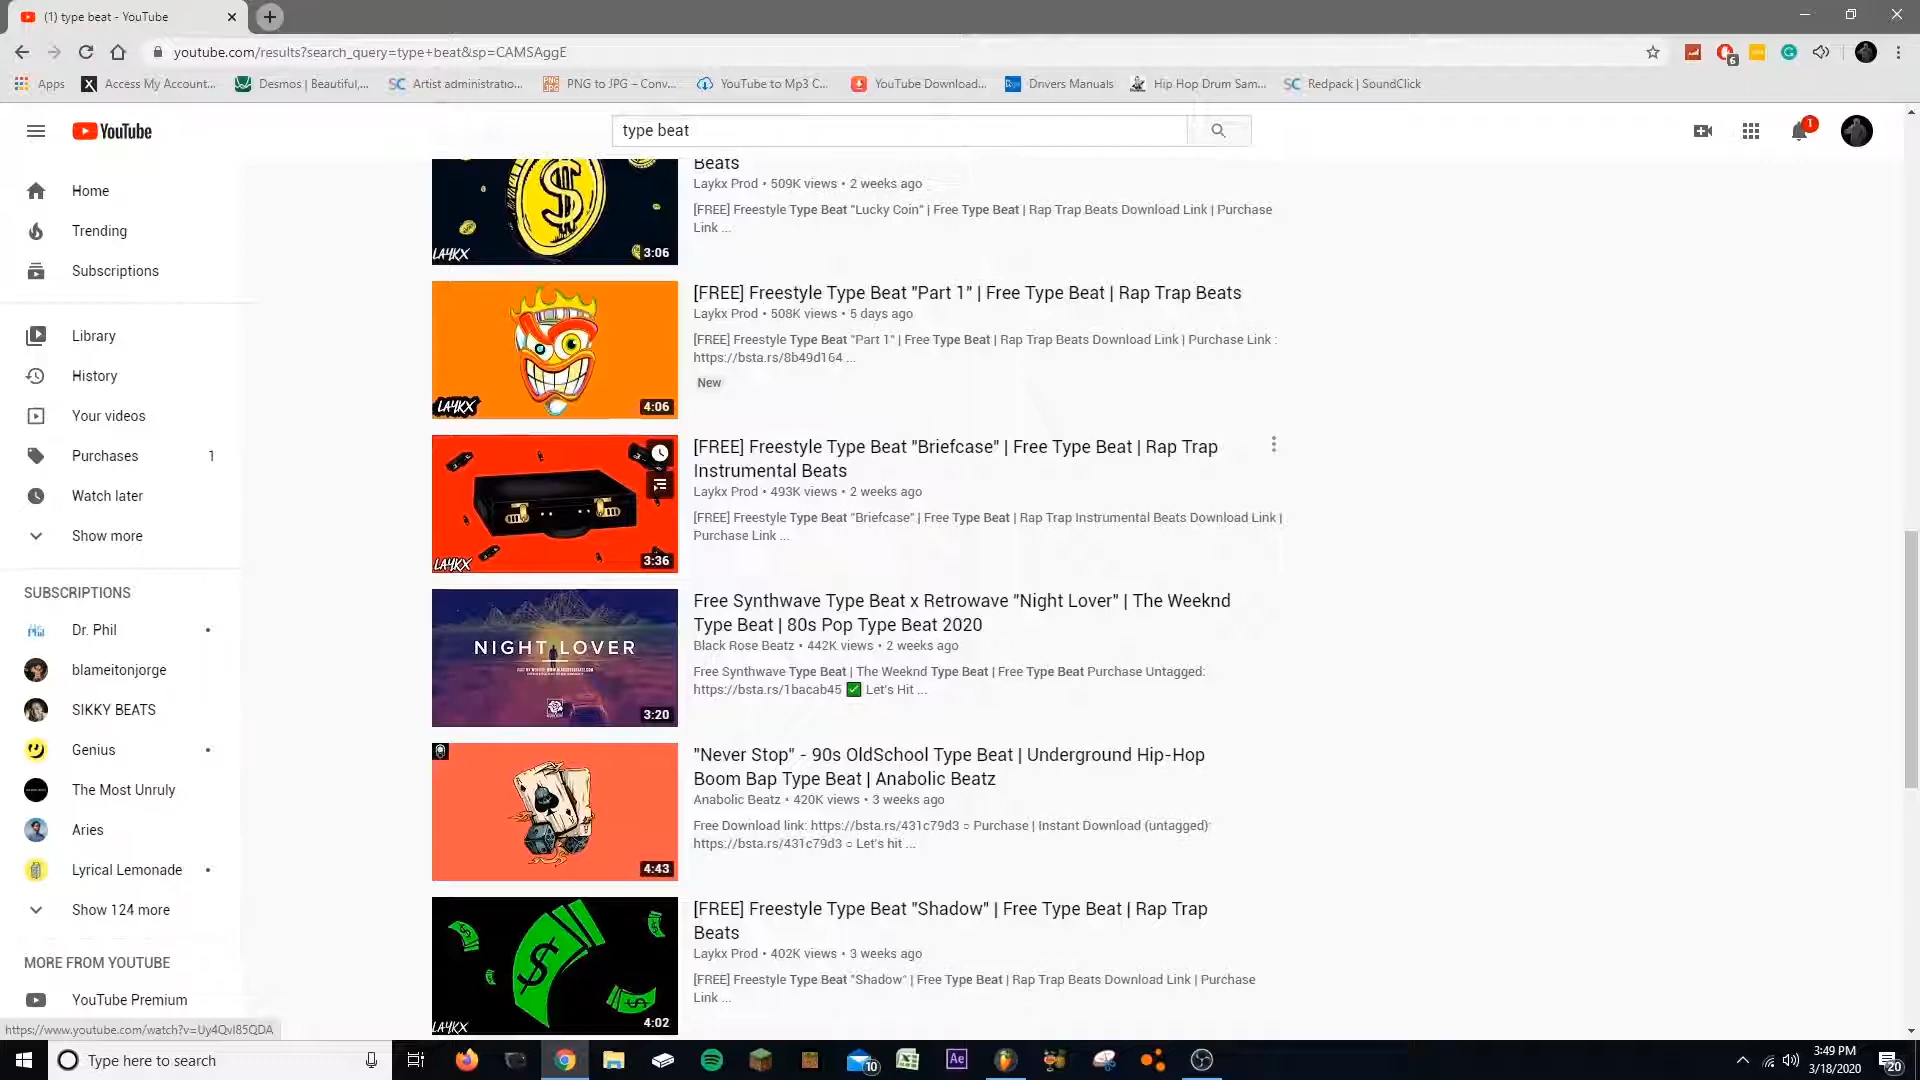 (1) type beat - YouTube
youtube.com/results?search_query=type+beat&sp=CAMSAggE
6
Apps
Access My Account...
Desmos | Beautiful,...
SC Artist administratio...
PNG to JPG – Conv...
YouTube to Mp3 C...
YouTube Download...
Drivers Manuals
Hip Hop Drum Sam...
SC Redpack | SoundClick
YouTube
type beat
1
Home
Trending
Subscriptions
Library
History
Your videos
Purchases 1
Watch later
Show more
SUBSCRIPTIONS
Dr. Phil
blameitonjorge
SIKKY BEATS
Genius
The Most Unruly
Aries
Lyrical Lemonade
Show 124 more
MORE FROM YOUTUBE
YouTube Premium
https://www.youtube.com/watch?v=Uy4QvI85QDA
LAYKX
3:06
Beats
Laykx Prod • 509K views • 2 weeks ago
[FREE] Freestyle Type Beat "Lucky Coin" | Free Type Beat | Rap Trap Beats Download Link | Purchase
Link ...
LAYKX
4:06
[FREE] Freestyle Type Beat "Part 1" | Free Type Beat | Rap Trap Beats
Laykx Prod • 508K views • 5 days ago
[FREE] Freestyle Type Beat "Part 1" | Free Type Beat | Rap Trap Beats Download Link | Purchase Link :
https://bsta.rs/8b49d164 ...
New
LAYKX
3:36
[FREE] Freestyle Type Beat "Briefcase" | Free Type Beat | Rap Trap
Instrumental Beats
Laykx Prod • 493K views • 2 weeks ago
[FREE] Freestyle Type Beat "Briefcase" | Free Type Beat | Rap Trap Instrumental Beats Download Link |
Purchase Link ...
NIGHT LOVER
3:20
Free Synthwave Type Beat x Retrowave "Night Lover" | The Weeknd
Type Beat | 80s Pop Type Beat 2020
Black Rose Beatz • 442K views • 2 weeks ago
Free Synthwave Type Beat | The Weeknd Type Beat | Free Type Beat Purchase Untagged:
https://bsta.rs/1bacab45 ✅ Let's Hit ...
4:43
"Never Stop" - 90s OldSchool Type Beat | Underground Hip-Hop
Boom Bap Type Beat | Anabolic Beatz
Anabolic Beatz • 420K views • 3 weeks ago
Free Download link: https://bsta.rs/431c79d3 ○ Purchase | Instant Download (untagged)
https://bsta.rs/431c79d3 ○ Let's hit ...
LAYKX
4:02
[FREE] Freestyle Type Beat "Shadow" | Free Type Beat | Rap Trap
Beats
Laykx Prod • 402K views • 3 weeks ago
[FREE] Freestyle Type Beat "Shadow" | Free Type Beat | Rap Trap Beats Download Link | Purchase
Link ...
Type here to search
10
Ae
3:49 PM
3/18/2020
20